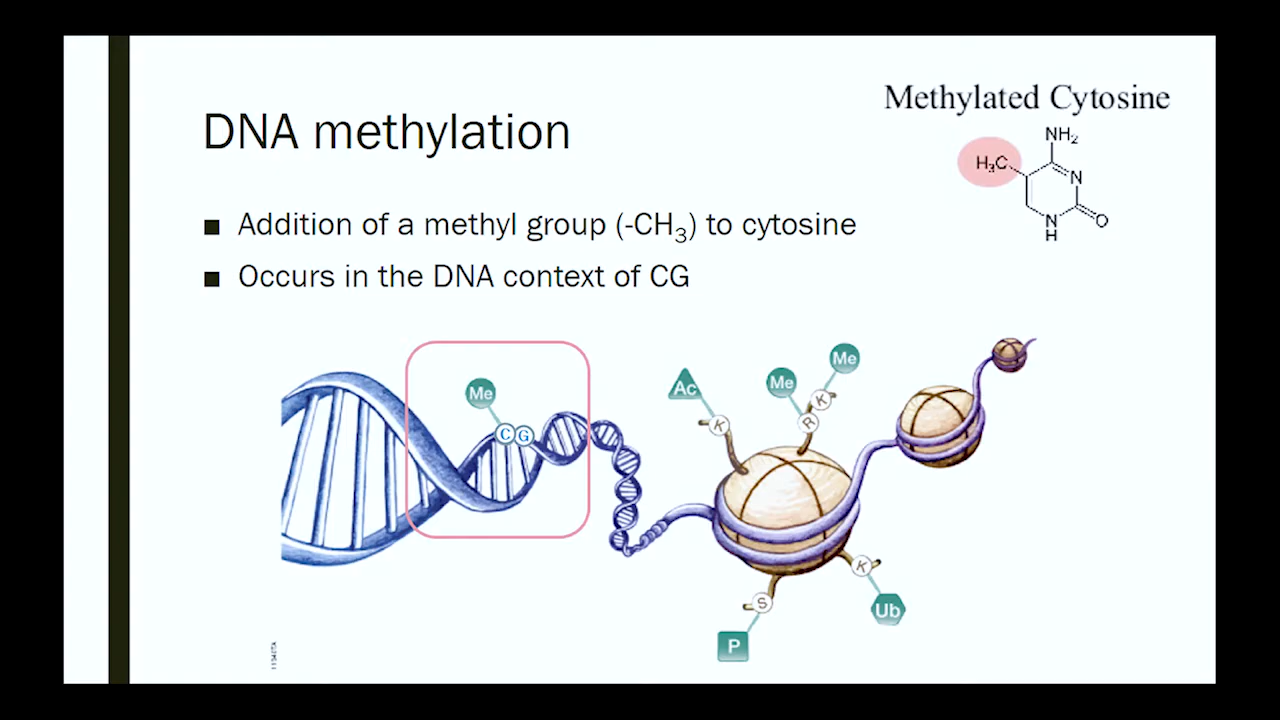 Methylated Cytosine
DNA methylation
NH₂
H₃C
N
N
H
O
■ Addition of a methyl group (-CH₃) to cytosine
■ Occurs in the DNA context of CG
Me
C G
Ac
K
Me
Me
K
R
K
Ub
S
P